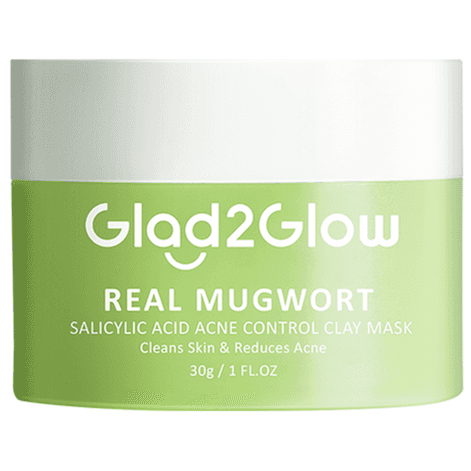 Glad2Glow
REAL MUGWORT
SALICYLIC ACID ACNE CONTROL CLAY MASK
Cleans Skin & Reduces Acne
30g / 1 FL.OZ